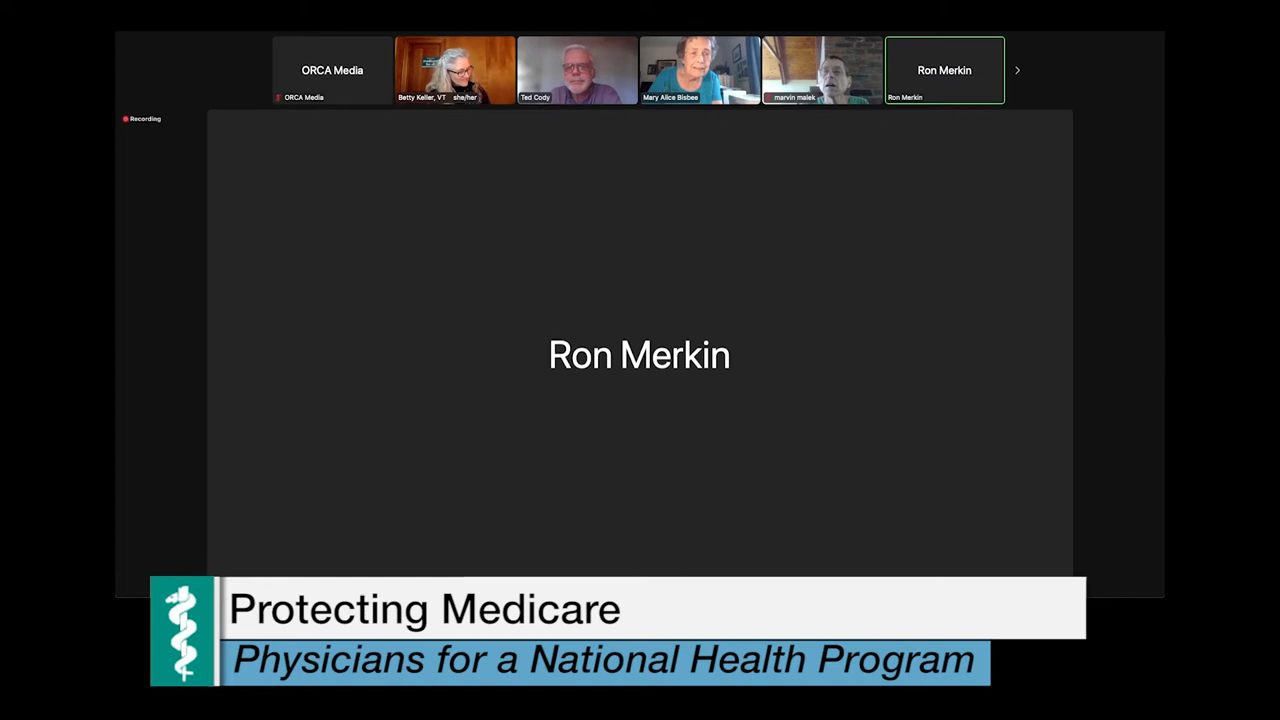 ORCA Media
Ron Merkin
ORCA Media
Betty Keller, VT she/her
Ted Cody
Mary Alice Bisbee
marvin malek
Ron Merkin
Recording
Ron Merkin
Protecting Medicare
Physicians for a National Health Program